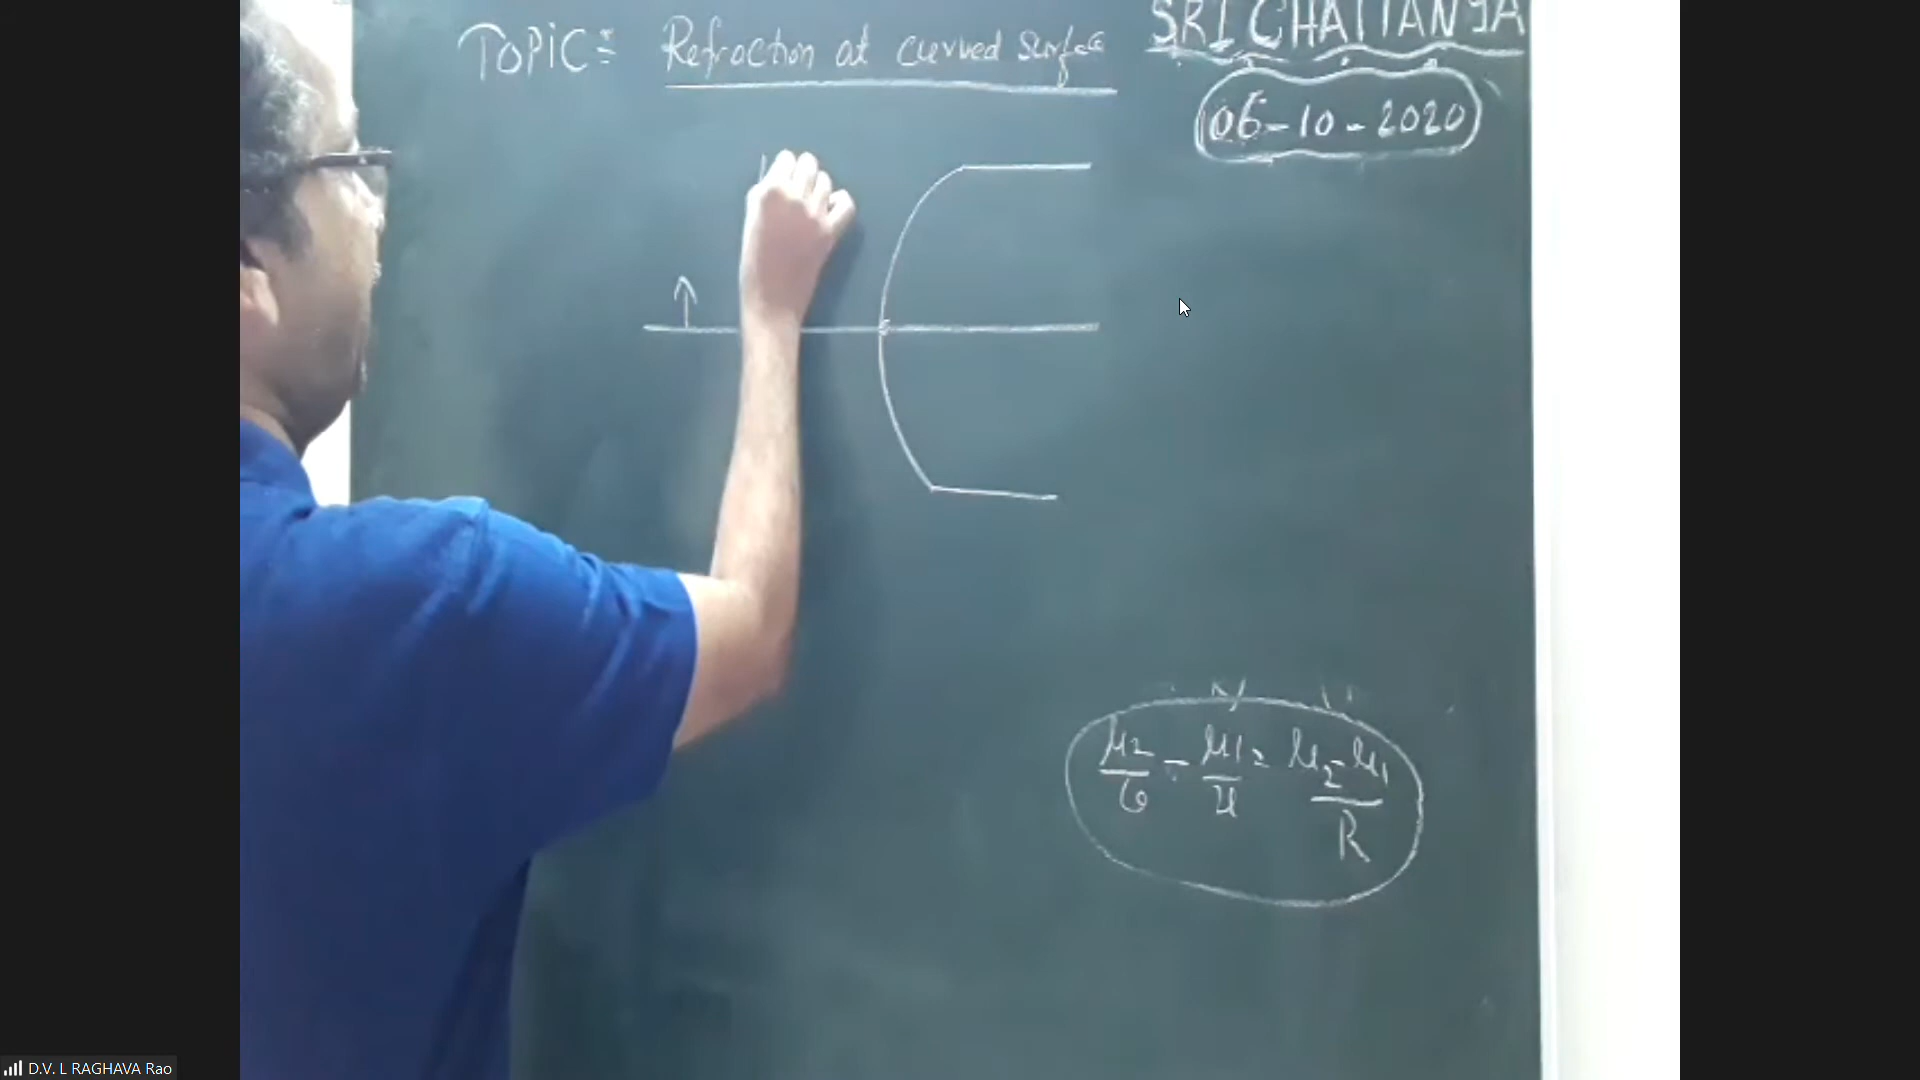 TOPIC:- Refraction at curved surface
SRI CHAITANYA
06-10-2020
μ2/v - μ1/u = μ2-μ1/R
D.V. L RAGHAVA Rao